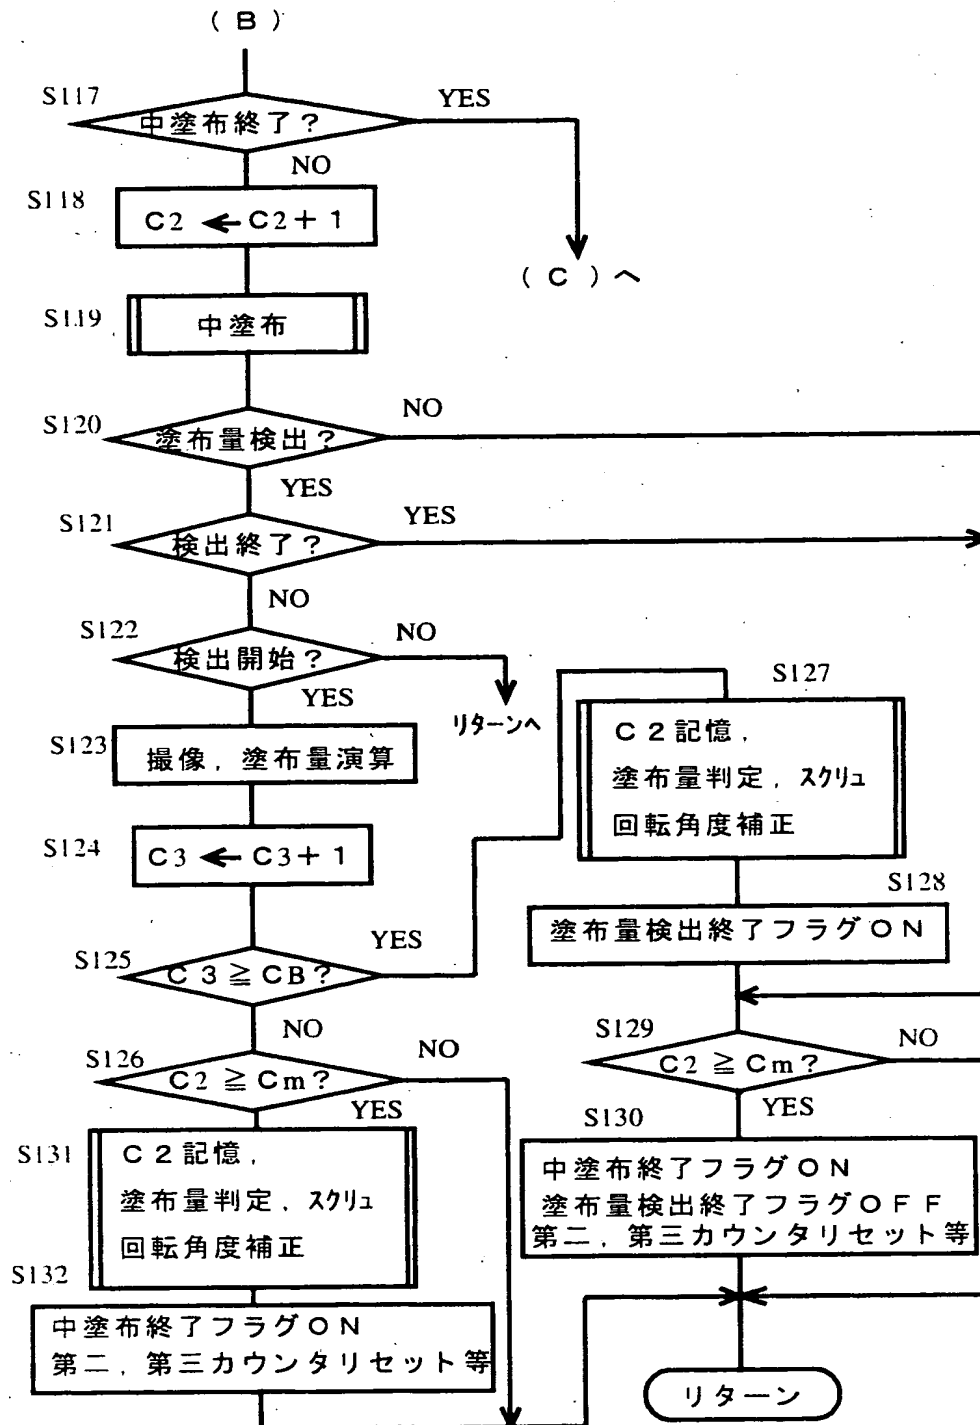 (B)
S117
中塗布終了?
YES
NO
S118
C2 ← C2+1
(C)へ
S119
中塗布
S120
塗布量検出?
NO
YES
S121
検出終了?
YES
NO
S122
検出開始?
NO
YES
リターンへ
S123
撮像,塗布量演算
S124
C3 ← C3+1
S125
C3≧CB?
YES
NO
S126
C2≧Cm?
NO
YES
S131
C2記憶,
塗布量判定,スクリュ
回転角度補正
S132
中塗布終了フラグON
第二,第三カウンタリセット等
S127
C2記憶,
塗布量判定,スクリュ
回転角度補正
S128
塗布量検出終了フラグON
S129
C2≧Cm?
NO
YES
S130
中塗布終了フラグON
塗布量検出終了フラグOFF
第二,第三カウンタリセット等
リターン